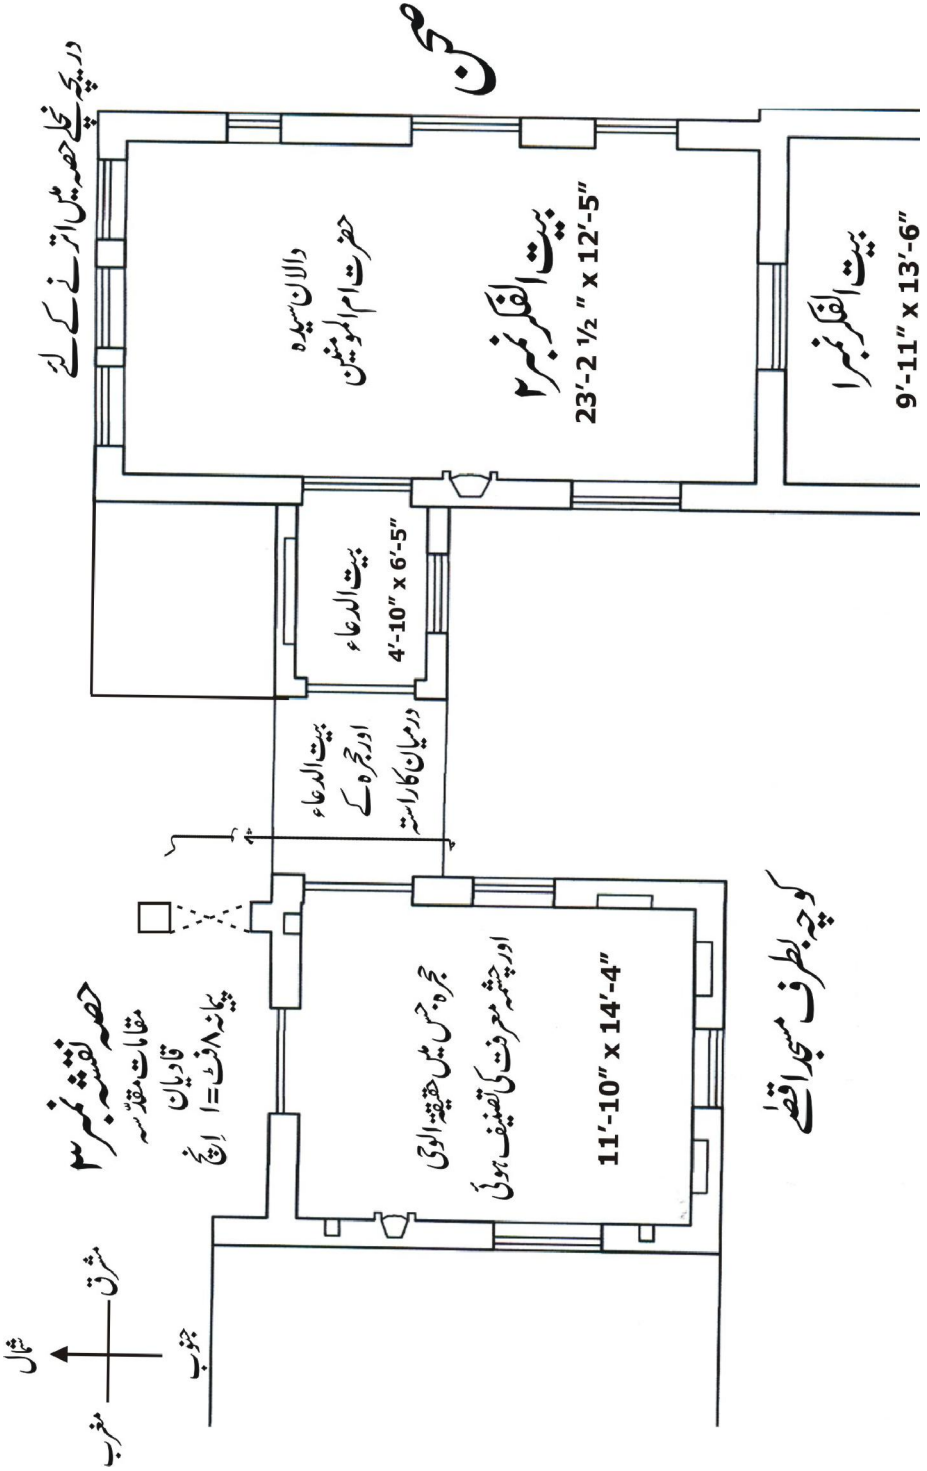 حصہ نقشہ نمبر ۳
مقامات مقدّسہ
قادیان
پیمانہ ۸ فٹ = ۱ اِنچ
شمال
مشرق
مغرب
جنوب
دریچہ نچلے حصہ میں اترنے کے لئے
صحن
دالان سیدہ
حضرت ام المومنین
بیت الفکر نمبر ۲
23'-2 ½ " x 12'-5"
بیت الفکر نمبر ۱
9'-11" x 13'-6"
بیت الدعاء
4'-10" x 6'-5"
بیت الدعاء
اور حجرہ کے
درمیان کا راستہ
حجرہ جس میں حقیقۃ الوحی
اور چشمہ معرفت کی تصنیف ہوئی
11'-10" x 14'-4"
کوچہ بطرف مسجد اقصٰے